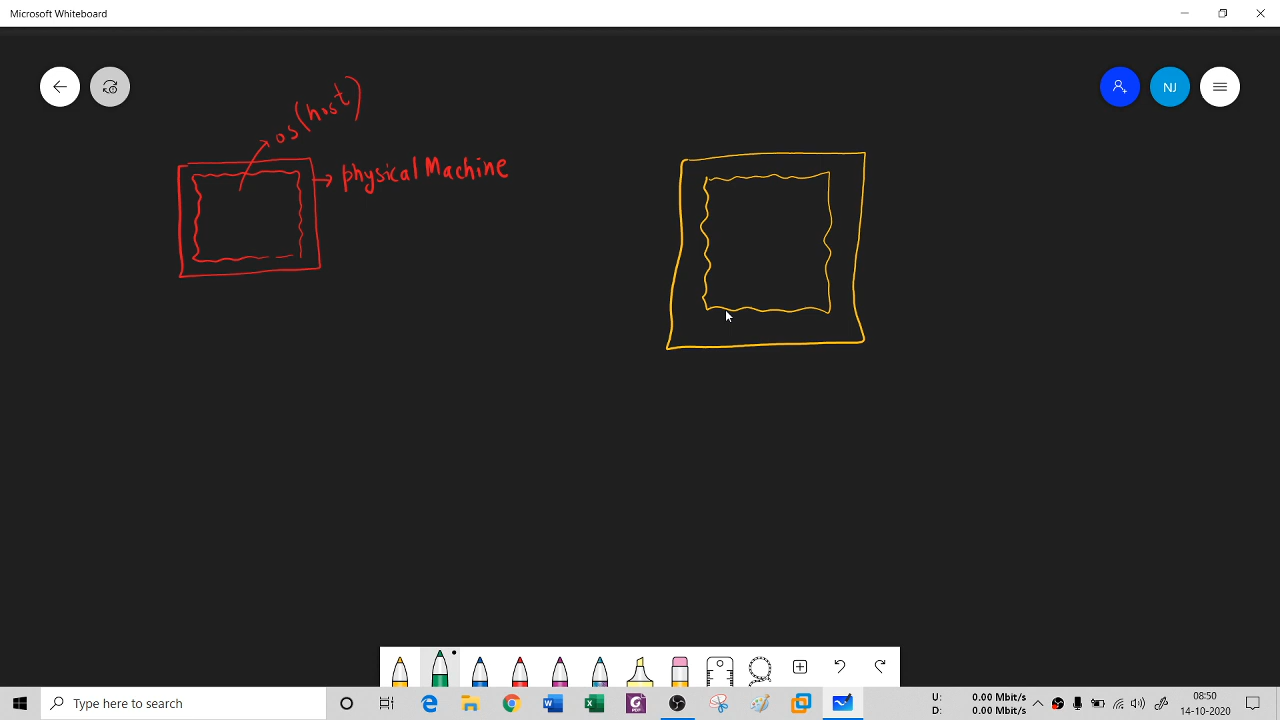 Microsoft Whiteboard
NJ
os(host)
physical Machine
Type here to search
W
X
PDF
U: 0.00 Mbit/s
D: 0.00 Mbit/s
08:50
14-10-2020